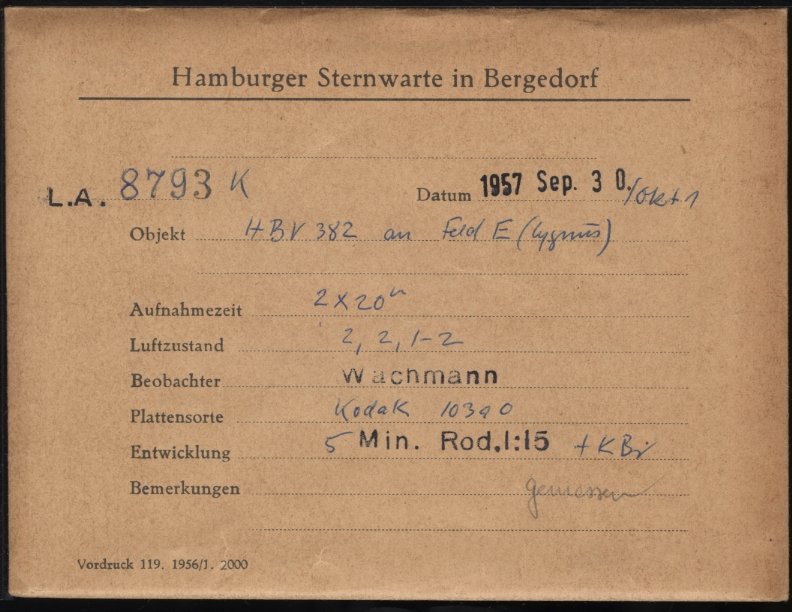 Hamburger Sternwarte in Bergedorf
L.A. 8793 K Datum 1957 Sep. 30./Okt 1
Objekt HBV 382 an Feld E (Cygnus)
Aufnahmezeit 2x20ᵐ
Luftzustand 2, 2, 1-2
Beobachter Wachmann
Plattensorte Kodak 103a0
Entwicklung 5 Min. Rod.1:15 + KBr
Bemerkungen gemessen
Vordruck 119. 1956/1. 2000